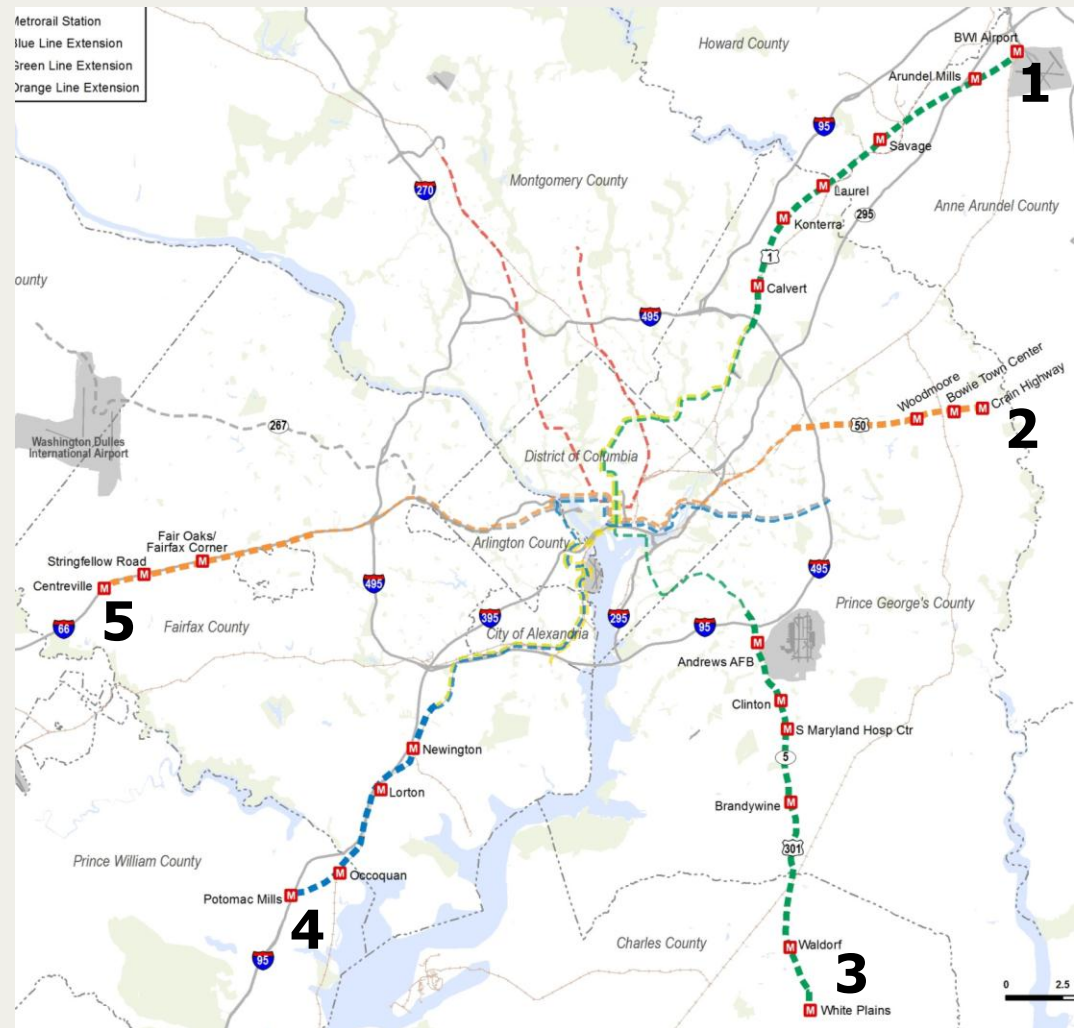 Metrorail Station
Blue Line Extension
Green Line Extension
Orange Line Extension
Howard County
BWI Airport
Arundel Mills
1
95
Savage
270
Montgomery County
Laurel
Anne Arundel County
295
Konterra
1
ounty
Calvert
495
Woodmoore
Bowie Town Center
Crain Highway
50
2
267
Washington Dulles
International Airport
District of Columbia
Fair Oaks/
Fairfax Corner
Arlington County
Stringfellow Road
Centreville
495
495
5
66
Fairfax County
395
City of Alexandria
295
95
Prince George's County
Andrews AFB
Clinton
S Maryland Hosp Ctr
Newington
5
Lorton
Brandywine
301
Prince William County
Occoquan
Potomac Mills
4
95
Charles County
Waldorf
3
White Plains
0 2.5